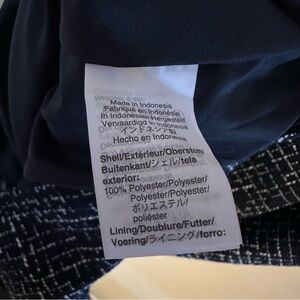 Made in Indonesia
Fabriqué en Indonésie
In Indonesien Hergestellt
Vervaardigd in Indonesie
インドネシア製
Hecho en Indonesia
Shell/Extérieur/Oberstoff/
Buitenkant/シェル/tela
exterior:
100% Polyester/Polyester/
Polyester/Polyester/
ポリエステル/
poliéster
Lining/Doublure/Futter/
Voering/ライニング/forro: